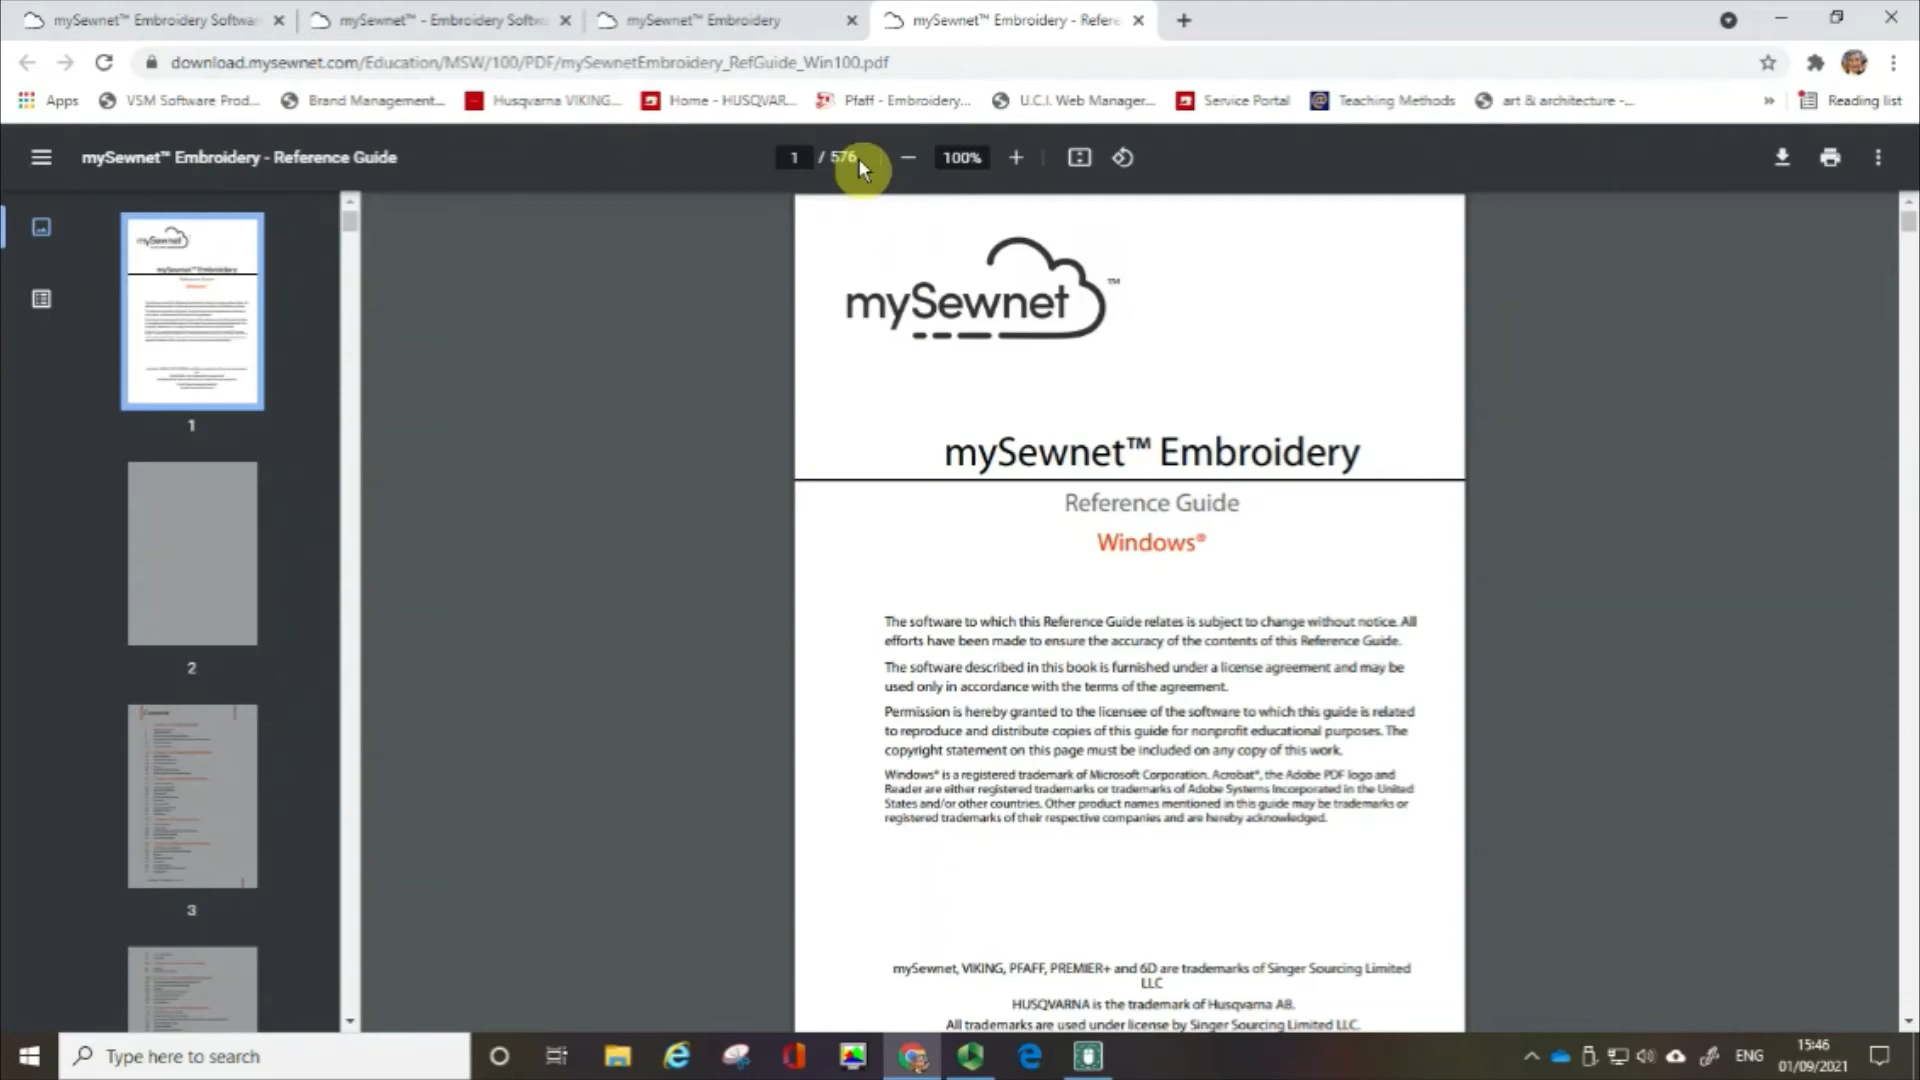 mySewnet™ Embroidery Softwa
mySewnet™ - Embroidery Softw
mySewnet™ Embroidery
mySewnet™ Embroidery - Refere
download.mysewnet.com/Education/MSW/100/PDF/mySewnetEmbroidery_RefGuide_Win100.pdf
Apps
VSM Software Prod...
Brand Management...
Husqvarna VIKING...
Home - HUSQVAR...
Pfaff - Embroidery...
U.C.I. Web Manager...
Service Portal
Teaching Methods
art & architecture -...
»
Reading list
mySewnet™ Embroidery - Reference Guide
1 / 576
100%
1
2
3
mySewnet™
mySewnet™ Embroidery
Reference Guide
Windows®
The software to which this Reference Guide relates is subject to change without notice. All
efforts have been made to ensure the accuracy of the contents of this Reference Guide.
The software described in this book is furnished under a license agreement and may be
used only in accordance with the terms of the agreement.
Permission is hereby granted to the licensee of the software to which this guide is related
to reproduce and distribute copies of this guide for nonprofit educational purposes. The
copyright statement on this page must be included on any copy of this work.
Windows® is a registered trademark of Microsoft Corporation. Acrobat®, the Adobe PDF logo and
Reader are either registered trademarks or trademarks of Adobe Systems Incorporated in the United
States and/or other countries. Other product names mentioned in this guide may be trademarks or
registered trademarks of their respective companies and are hereby acknowledged.
mySewnet, VIKING, PFAFF, PREMIER+ and 6D are trademarks of Singer Sourcing Limited
LLC
HUSQVARNA is the trademark of Husqvarna AB.
All trademarks are used under license by Singer Sourcing Limited LLC.
Type here to search
ENG
15:46
01/09/2021